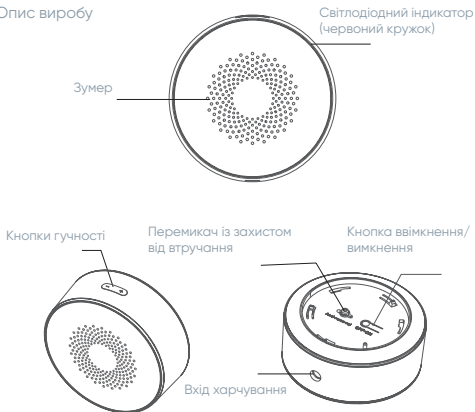 Опис виробу
Світлодіодний індикатор
(червоний кружок)
Зумер
Кнопки гучності
Перемикач із захистом
від втручання
Кнопка ввімкнення/
вимкнення
Вхід харчування